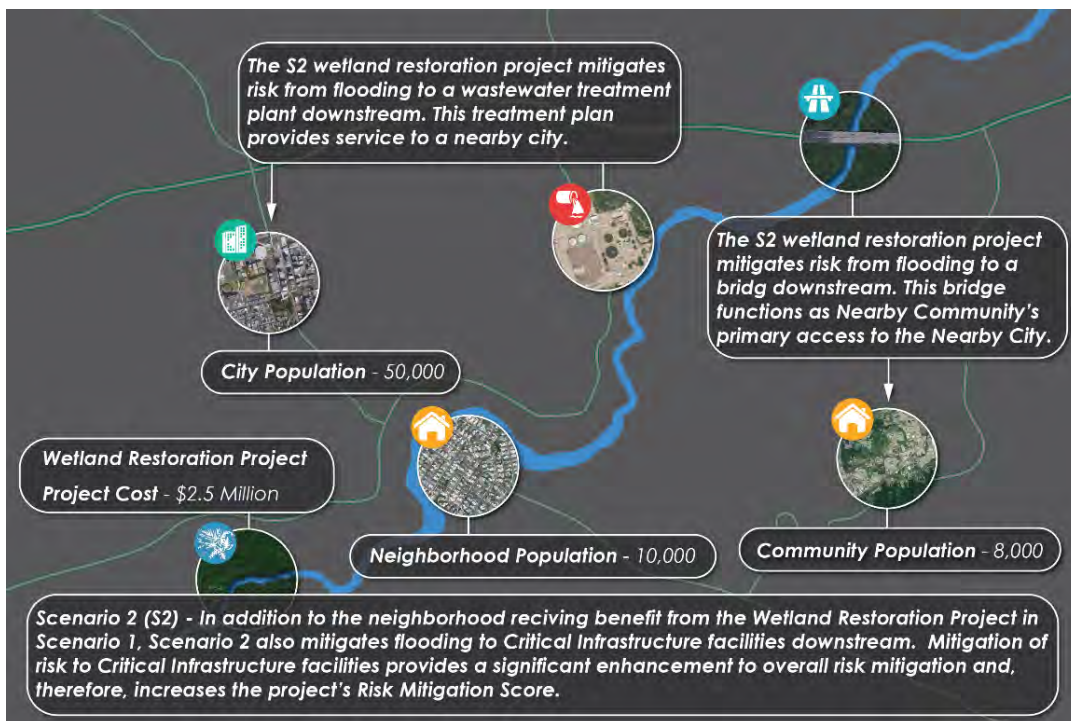 The S2 wetland restoration project mitigates
risk from flooding to a wastewater treatment
plant downstream. This treatment plan
provides service to a nearby city.
The S2 wetland restoration project
mitigates risk from flooding to a
bridg downstream. This bridge
functions as Nearby Community's
primary access to the Nearby City.
City Population - 50,000
Wetland Restoration Project
Project Cost - $2.5 Million
Neighborhood Population - 10,000
Community Population - 8,000
Scenario 2 (S2) - In addition to the neighborhood reciving benefit from the Wetland Restoration Project in
Scenario 1, Scenario 2 also mitigates flooding to Critical Infrastructure facilities downstream. Mitigation of
risk to Critical Infrastructure facilities provides a significant enhancement to overall risk mitigation and,
therefore, increases the project's Risk Mitigation Score.